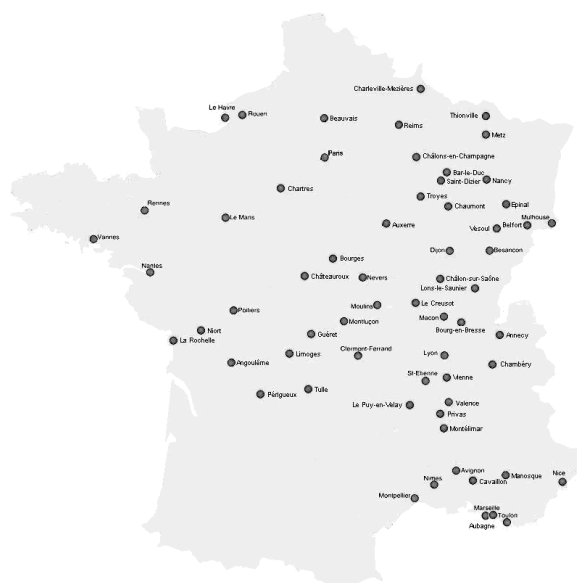 Charleville-Mezières
Le Havre
Rouen
Beauvais
Reims
Thionville
Metz
Paris
Châlons-en-Champagne
Bar-le-Duc
Saint-Dizier
Nancy
Chartres
Troyes
Chaumont
Epinal
Rennes
Le Mans
Auxerre
Vesoul
Belfort
Mulhouse
Vannes
Dijon
Besancon
Nantes
Bourges
Châteauroux
Nevers
Châlon-sur-Saône
Lons-le-Saunier
Moulins
Le Creusot
Poitiers
Montluçon
Macon
Bourg-en-Bresse
Niort
La Rochelle
Guéret
Annecy
Limoges
Clermont-Ferrand
Lyon
Angoulême
Chambéry
St-Etienne
Vienne
Périgueux
Tulle
Le Puy-en-Velay
Valence
Privas
Montélimar
Avignon
Nimes
Cavaillon
Manosque
Nice
Montpellier
Marseille
Toulon
Aubagne